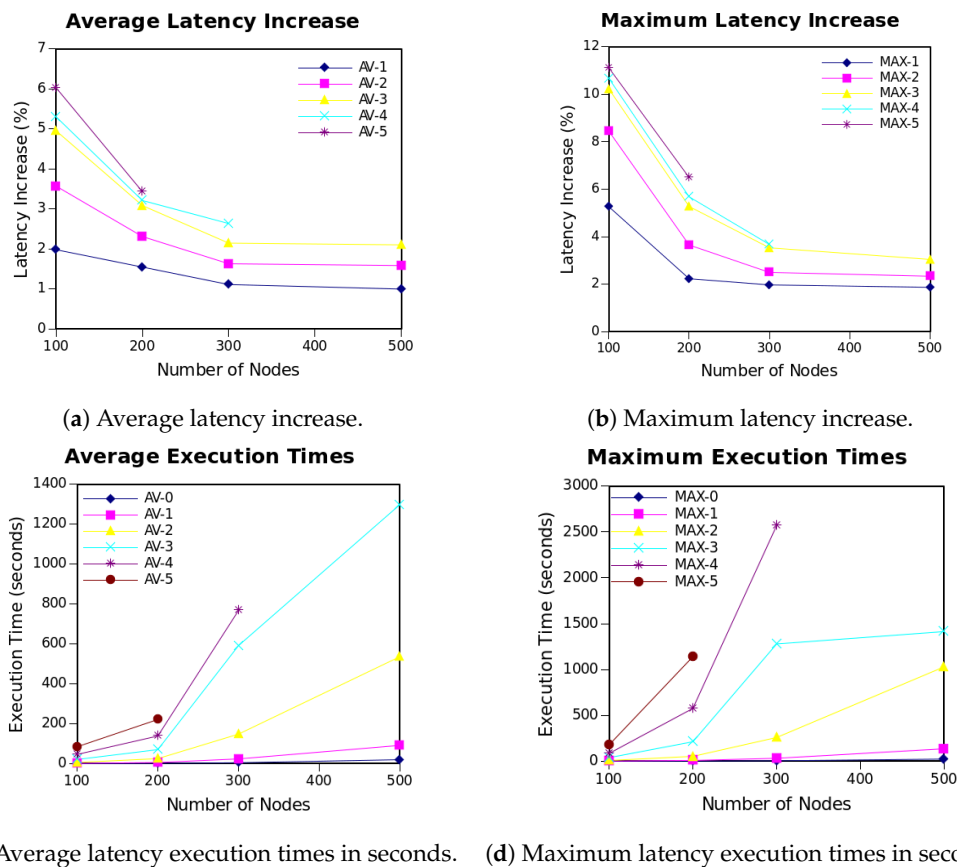 Average Latency Increase
7
6
5
4
3
2
1
0
Latency Increase (%)
AV-1
AV-2
AV-3
AV-4
AV-5
100 200 300 400 500
Number of Nodes
(a) Average latency increase.
Maximum Latency Increase
12
10
8
6
4
2
0
Latency Increase (%)
MAX-1
MAX-2
MAX-3
MAX-4
MAX-5
100 200 300 400 500
Number of Nodes
(b) Maximum latency increase.
Average Execution Times
1400
1200
1000
800
600
400
200
0
Execution Time (seconds)
AV-0
AV-1
AV-2
AV-3
AV-4
AV-5
100 200 300 400 500
Number of Nodes
Average latency execution times in seconds.
Maximum Execution Times
3000
2500
2000
1500
1000
500
0
Execution Time (seconds)
MAX-0
MAX-1
MAX-2
MAX-3
MAX-4
MAX-5
100 200 300 400 500
Number of Nodes
(d) Maximum latency execution times in seco